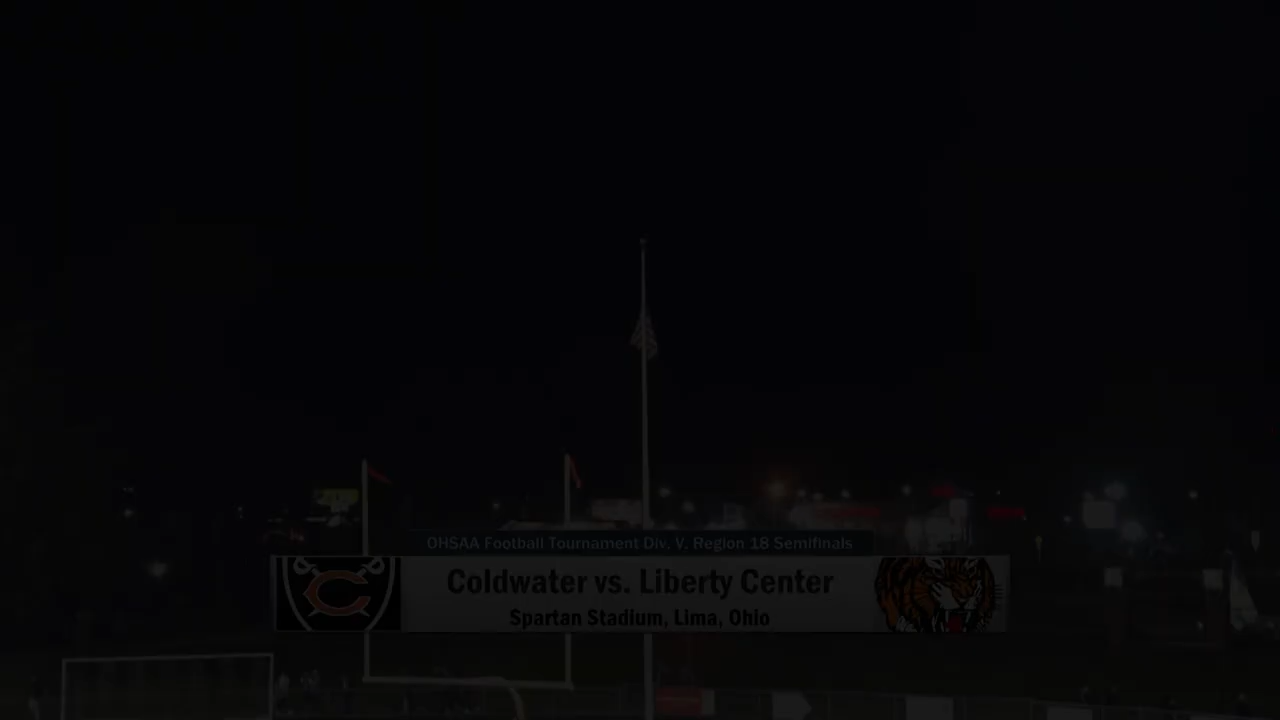 OHSAA Football Tournament Div. V. Region 18 Semifinals
C
Coldwater vs. Liberty Center
Spartan Stadium, Lima, Ohio